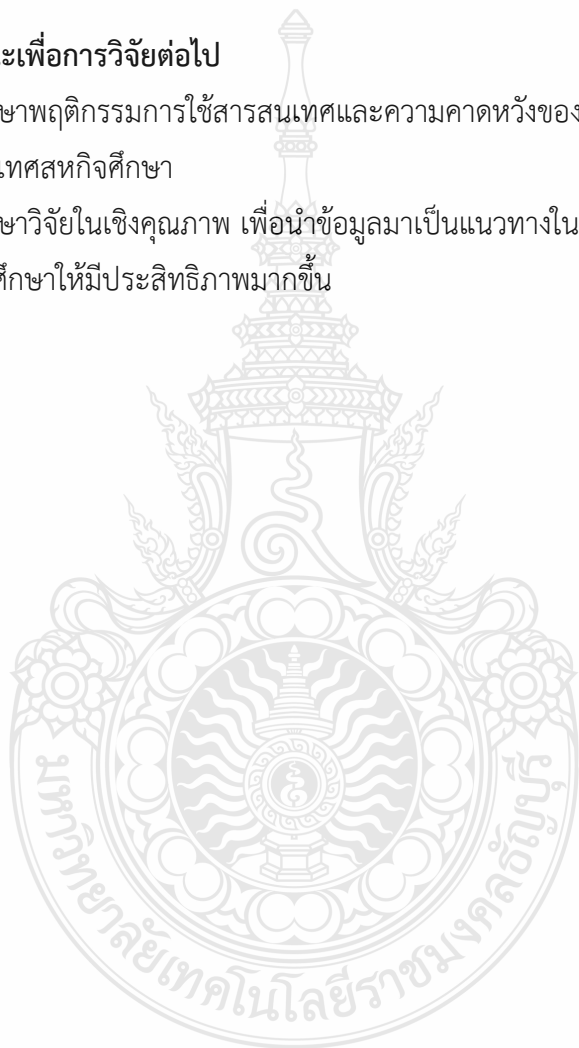 ะเพื่อการวิจัยต่อไป
ษาพฤติกรรมการใช้สารสนเทศและความคาดหวังของ
เทศสหกิจศึกษา
ษาวิจัยในเชิงคุณภาพ เพื่อนำข้อมูลมาเป็นแนวทางใน
ศึกษาให้มีประสิทธิภาพมากขึ้น
มหาวิทยาลัยเทคโนโลยีราชมงคลธัญบุรี